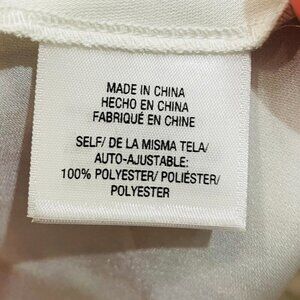 MADE IN CHINA
HECHO EN CHINA
FABRIQUÉ EN CHINE
SELF/ DE LA MISMA TELA/
AUTO-AJUSTABLE:
100% POLYESTER/ POLIÉSTER/
POLYESTER